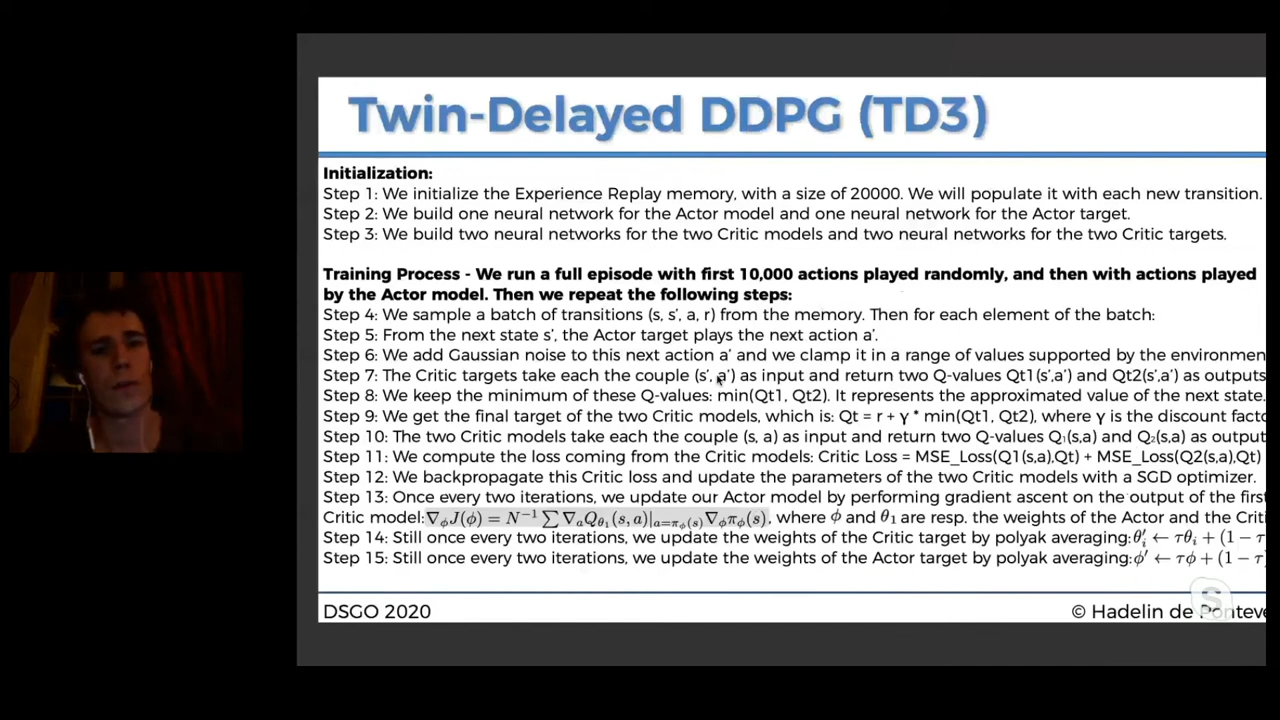 Twin-Delayed DDPG (TD3)
Initialization:
Step 1: We initialize the Experience Replay memory, with a size of 20000. We will populate it with each new transition.
Step 2: We build one neural network for the Actor model and one neural network for the Actor target.
Step 3: We build two neural networks for the two Critic models and two neural networks for the two Critic targets.
Training Process - We run a full episode with first 10,000 actions played randomly, and then with actions played
by the Actor model. Then we repeat the following steps:
Step 4: We sample a batch of transitions (s, s', a, r) from the memory. Then for each element of the batch:
Step 5: From the next state s', the Actor target plays the next action a'.
Step 6: We add Gaussian noise to this next action a' and we clamp it in a range of values supported by the environmen
Step 7: The Critic targets take each the couple (s', a') as input and return two Q-values Qt1(s',a') and Qt2(s',a') as outputs
Step 8: We keep the minimum of these Q-values: min(Qt1, Qt2). It represents the approximated value of the next state.
Step 9: We get the final target of the two Critic models, which is: Qt = r + γ * min(Qt1, Qt2), where γ is the discount facto
Step 10: The two Critic models take each the couple (s, a) as input and return two Q-values Q₁(s,a) and Q₂(s,a) as output
Step 11: We compute the loss coming from the Critic models: Critic Loss = MSE_Loss(Q1(s,a),Qt) + MSE_Loss(Q2(s,a),Qt)
Step 12: We backpropagate this Critic loss and update the parameters of the two Critic models with a SGD optimizer.
Step 13: Once every two iterations, we update our Actor model by performing gradient ascent on the output of the first
Critic model: ∇_ϕJ(ϕ) = N⁻¹ ∑ ∇_aQ_θ₁(s, a)|_{a=π_ϕ(s)}∇_ϕπ_ϕ(s), where ϕ and θ₁ are resp. the weights of the Actor and the Criti
Step 14: Still once every two iterations, we update the weights of the Critic target by polyak averaging: θ′ᵢ ← τθᵢ + (1 − τ
Step 15: Still once every two iterations, we update the weights of the Actor target by polyak averaging: ϕ′ ← τϕ + (1 − τ)
DSGO 2020
© Hadelin de Ponteve